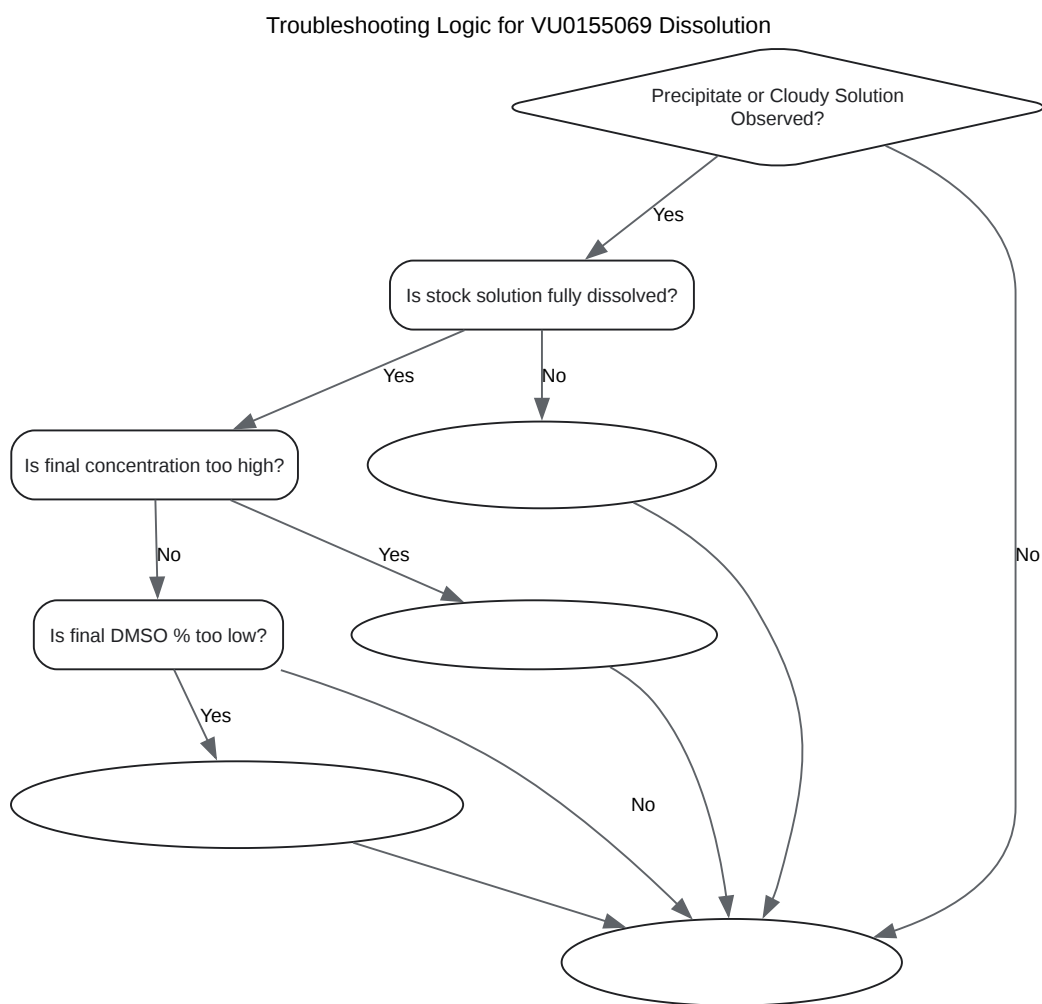 Troubleshooting Logic for VU0155069 Dissolution
Precipitate or Cloudy Solution
Observed?
Yes
Is stock solution fully dissolved?
Yes
No
Is final concentration too high?
No
Yes
No
Is final DMSO % too low?
Yes
No